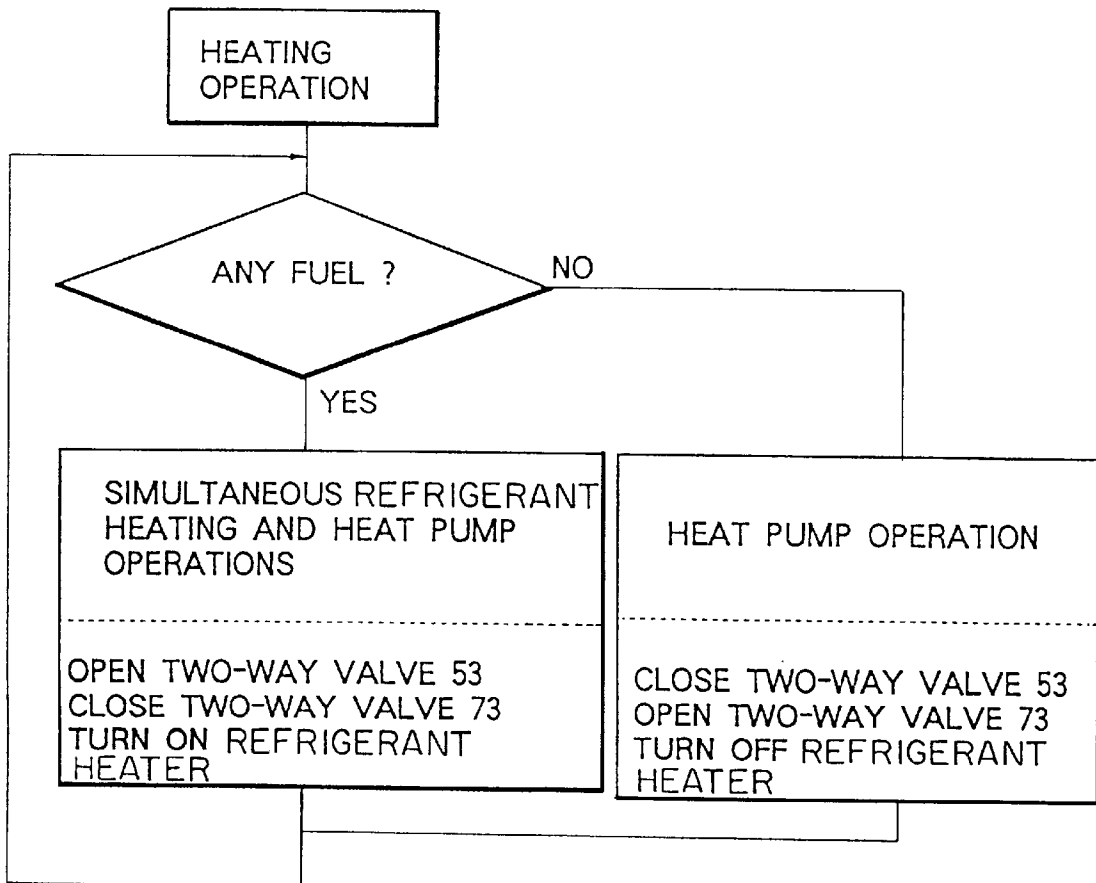 HEATING
OPERATION
ANY FUEL ?
NO
YES
SIMULTANEOUS REFRIGERANT
HEATING AND HEAT PUMP
OPERATIONS
OPEN TWO-WAY VALVE 53
CLOSE TWO-WAY VALVE 73
TURN ON REFRIGERANT
HEATER
HEAT PUMP OPERATION
CLOSE TWO-WAY VALVE 53
OPEN TWO-WAY VALVE 73
TURN OFF REFRIGERANT
HEATER